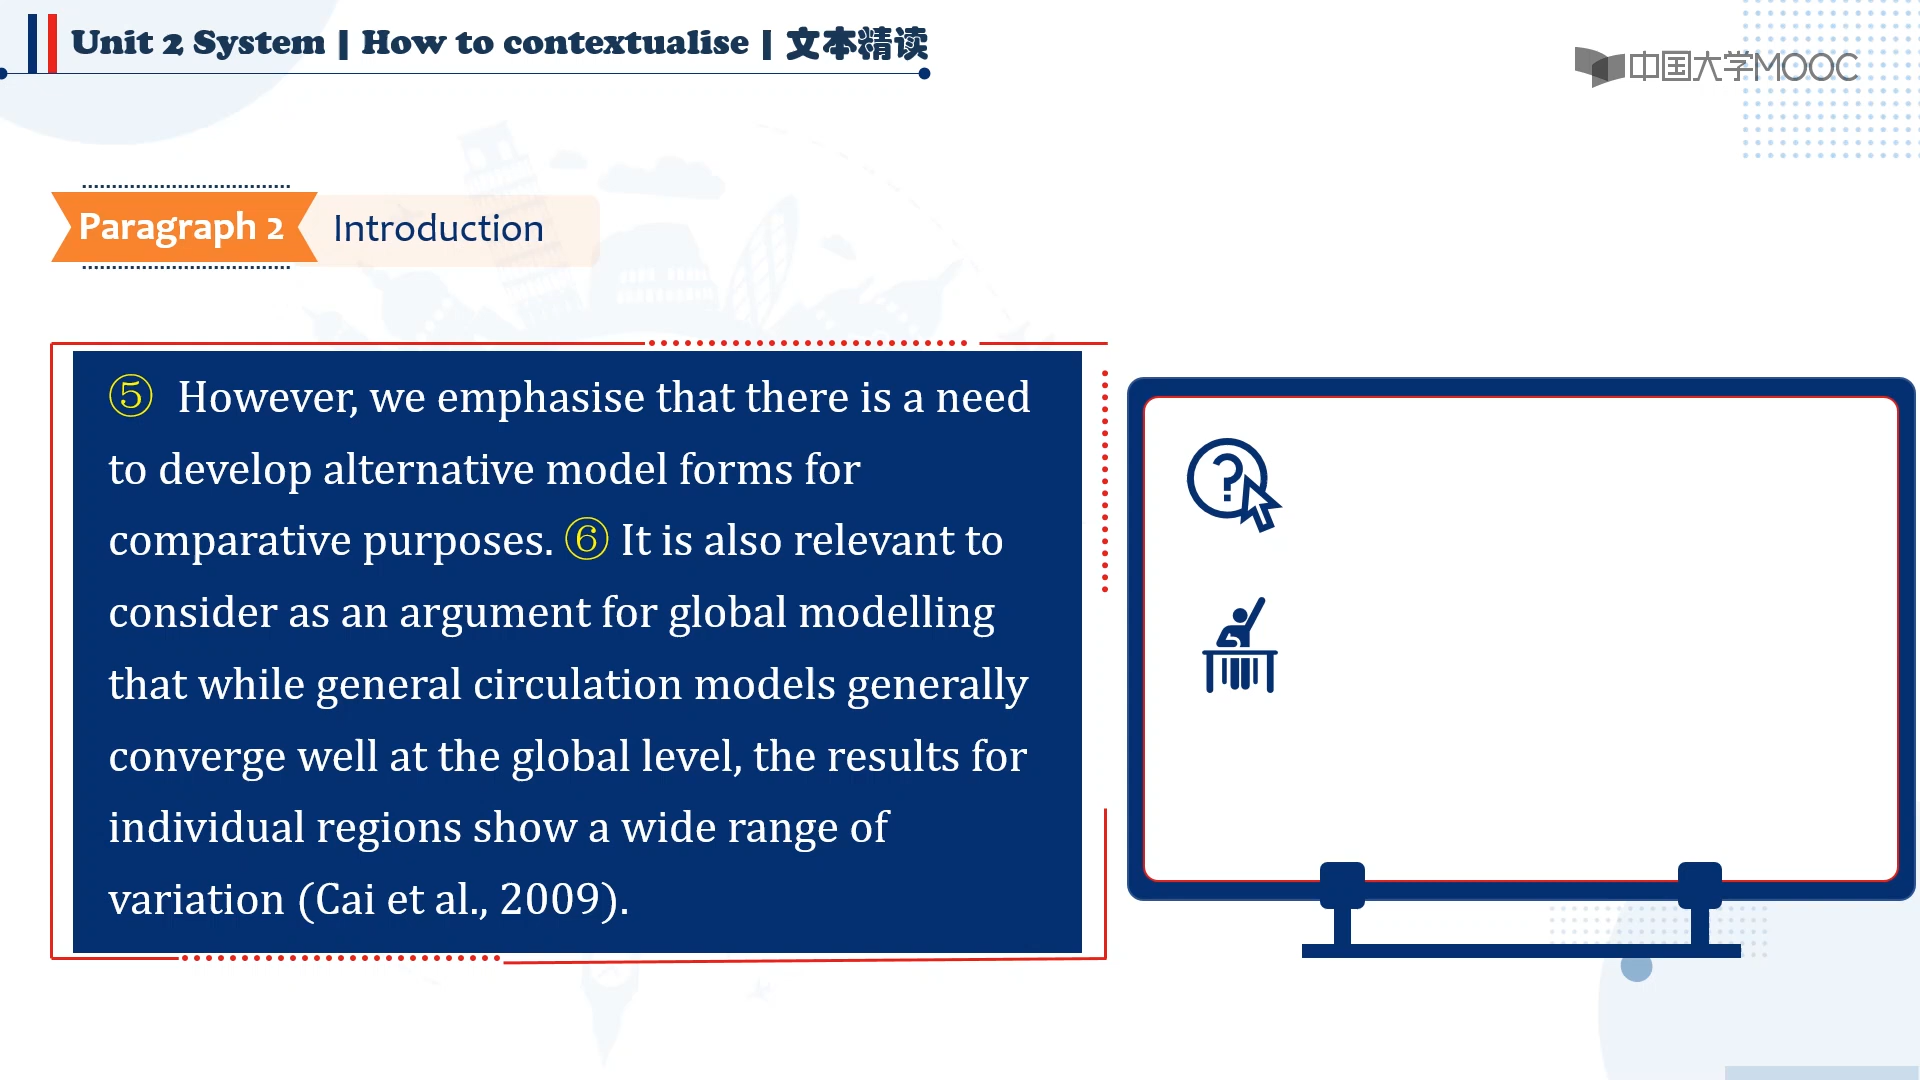 Unit 2 System | How to contextualise | 文本精读
中国大学MOOC
Paragraph 2 Introduction
⑤ However, we emphasise that there is a need
to develop alternative model forms for
comparative purposes. ⑥ It is also relevant to
consider as an argument for global modelling
that while general circulation models generally
converge well at the global level, the results for
individual regions show a wide range of
variation (Cai et al., 2009).
?